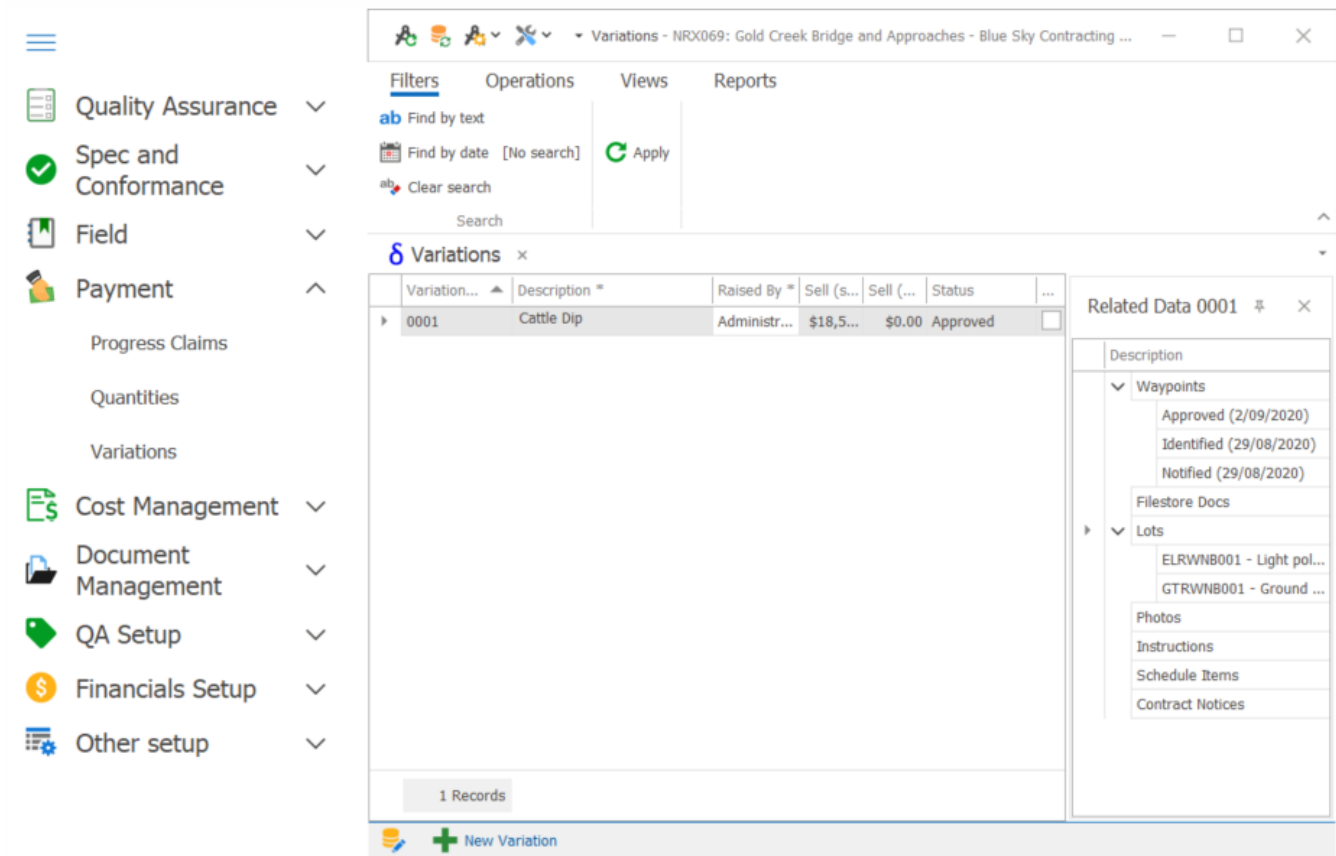 Variations - NRX069: Gold Creek Bridge and Approaches - Blue Sky Contracting ...
Filters Operations Views Reports
ab Find by text
Find by date [No search]
Apply
ab Clear search
Search
Quality Assurance
Spec and
Conformance
Field
Payment
Progress Claims
Quantities
Variations
Cost Management
Document
Management
QA Setup
Financials Setup
Other setup
δ Variations ×
Variation... Description * Raised By * Sell (s... Sell (... Status ...
0001 Cattle Dip Administr... $18,5... $0.00 Approved
1 Records
New Variation
Related Data 0001
Description
Waypoints
Approved (2/09/2020)
Identified (29/08/2020)
Notified (29/08/2020)
Filestore Docs
Lots
ELRWNB001 - Light pol...
GTRWNB001 - Ground ...
Photos
Instructions
Schedule Items
Contract Notices